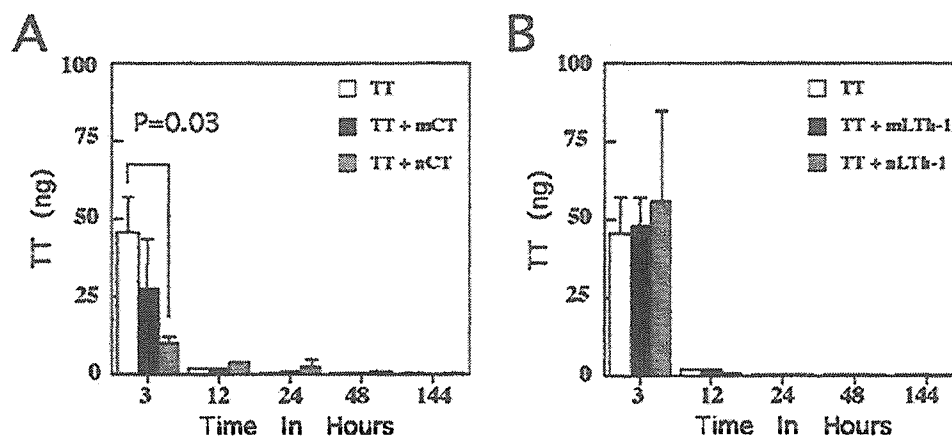 A
100
75
50
25
0
TT (ng)
P=0.03
TT
TT + mCT
TT + nCT
3 12 24 48 144
Time In Hours
B
100
75
50
25
0
TT (ng)
TT
TT + mLTh-1
TT + nLTh-1
3 12 24 48 144
Time In Hours